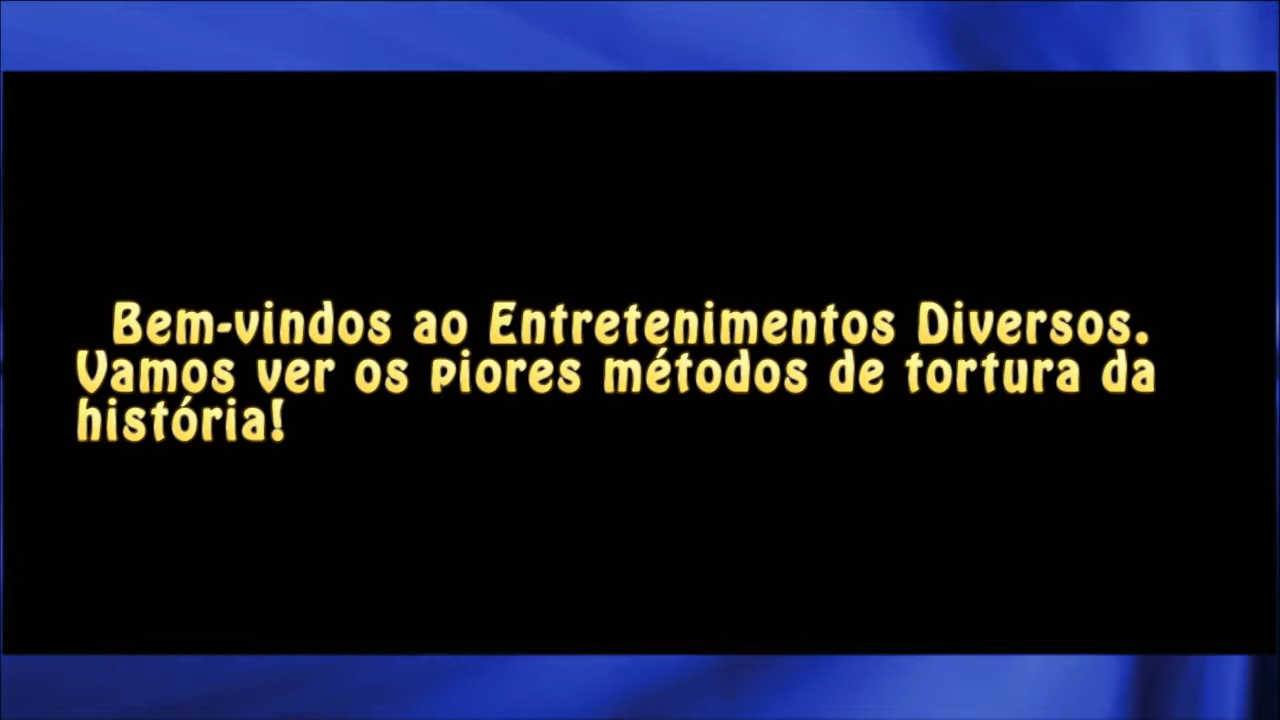 Bem-vindos ao Entretenimentos Diversos.
Vamos ver os piores métodos de tortura da
história!